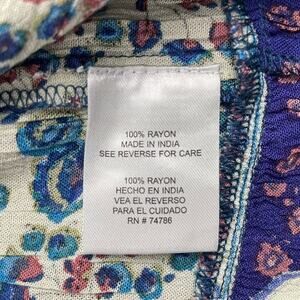 100% RAYON
MADE IN INDIA
SEE REVERSE FOR CARE
100% RAYON
HECHO EN INDIA
VEA EL REVERSO
PARA EL CUIDADO
RN # 74786